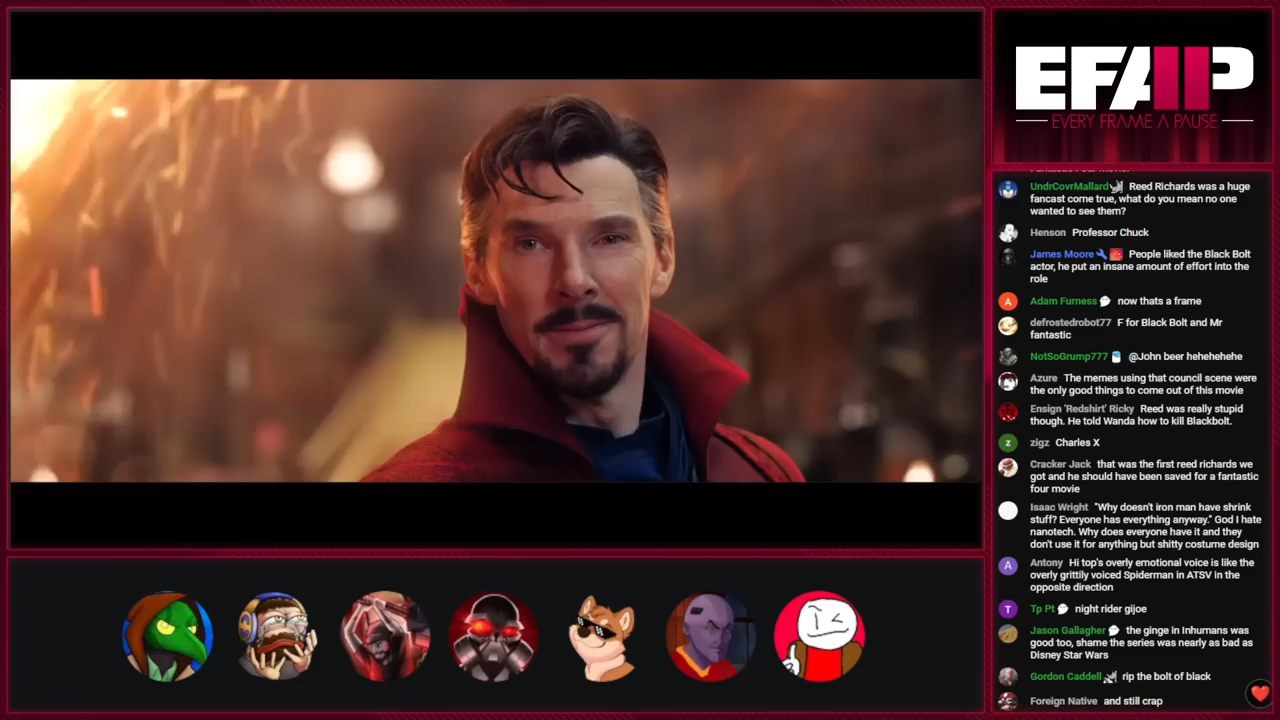 EFAP
EVERY FRAME A PAUSE
UndrCovrMallard Reed Richards was a huge
fancast come true, what do you mean no one
wanted to see them?
Henson Professor Chuck
James Moore People liked the Black Bolt
actor, he put an insane amount of effort into the
role
A
Adam Furness now thats a frame
defrostedrobot77 F for Black Bolt and Mr
fantastic
NotSoGrump777 @John beer hehehehehe
Azure The memes using that council scene were
the only good things to come out of this movie
Ensign 'Redshirt' Ricky Reed was really stupid
though. He told Wanda how to kill Blackbolt.
z
zigz Charles X
Cracker Jack that was the first reed richards we
got and he should have been saved for a fantastic
four movie
Isaac Wright "Why doesn't iron man have shrink
stuff? Everyone has everything anyway." God I hate
nanotech. Why does everyone have it and they
don't use it for anything but shitty costume design
A
Antony Hi top's overly emotional voice is like the
overly grittily voiced Spiderman in ATSV in the
opposite direction
T
Tp Pt night rider gijoe
Jason Gallagher the ginge in Inhumans was
good too, shame the series was nearly as bad as
Disney Star Wars
Gordon Caddell rip the bolt of black
Foreign Native and still crap